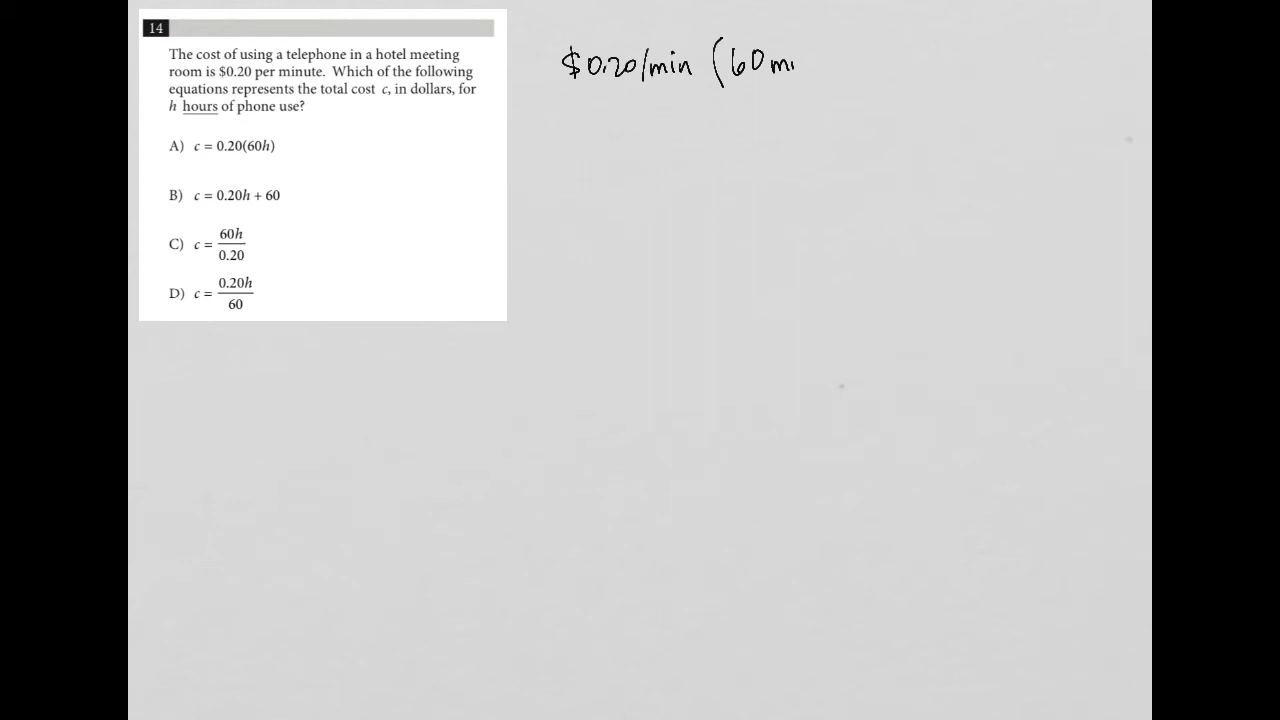 14
The cost of using a telephone in a hotel meeting
room is $0.20 per minute. Which of the following
equations represents the total cost c, in dollars, for
h hours of phone use?
A) c = 0.20(60h)
B) c = 0.20h + 60
C) c = 60h/0.20
D) c = 0.20h/60
$0.20/min (60 mi